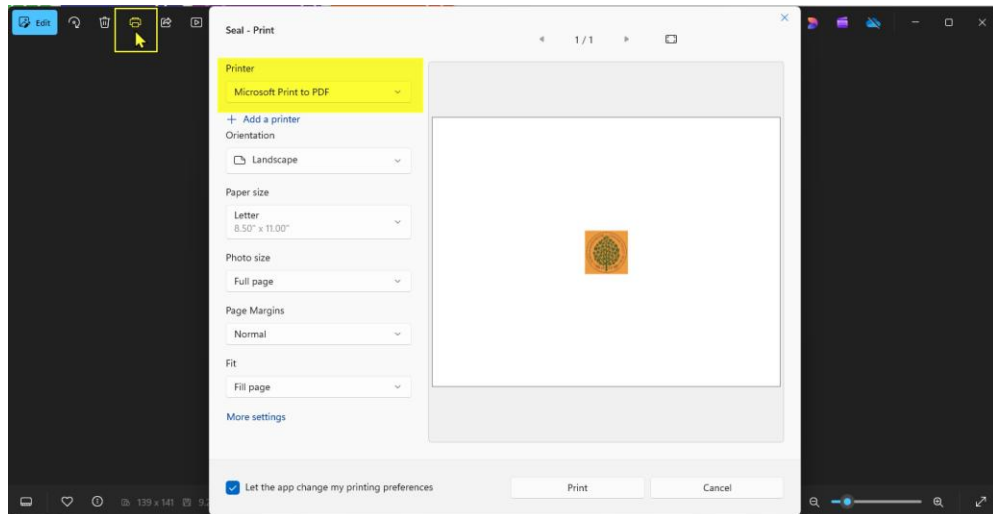 Edit
Seal - Print
1 / 1
Printer
Microsoft Print to PDF
+ Add a printer
Orientation
Landscape
Paper size
Letter
8.50" x 11.00"
Photo size
Full page
Page Margins
Normal
Fit
Fill page
More settings
Let the app change my printing preferences
Print
Cancel
139 x 141